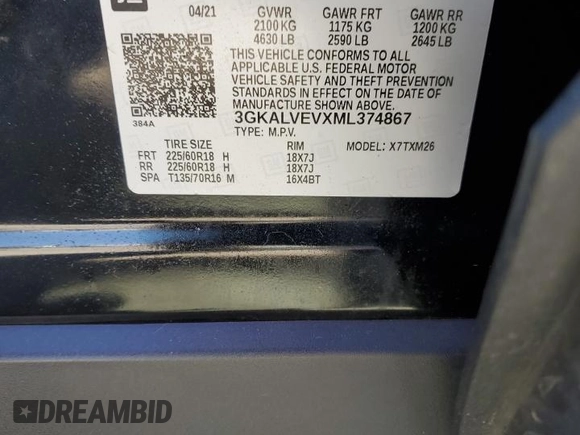 04/21 GVWR GAWR FRT GAWR RR
2100 KG 1175 KG 1200 KG
4630 LB 2590 LB 2645 LB
THIS VEHICLE CONFORMS TO ALL
APPLICABLE U.S. FEDERAL MOTOR
VEHICLE SAFETY AND THEFT PREVENTION
STANDARDS IN EFFECT ON THE DATE OF
MANUFACTURE SHOWN ABOVE.
384A 3GKALVEVXML374867
TYPE: M.P.V.
TIRE SIZE RIM MODEL: X7TXM26
FRT 225/60R18 H 18X7J
RR 225/60R18 H 18X7J
SPA T135/70R16 M 16X4BT
DREAMBID